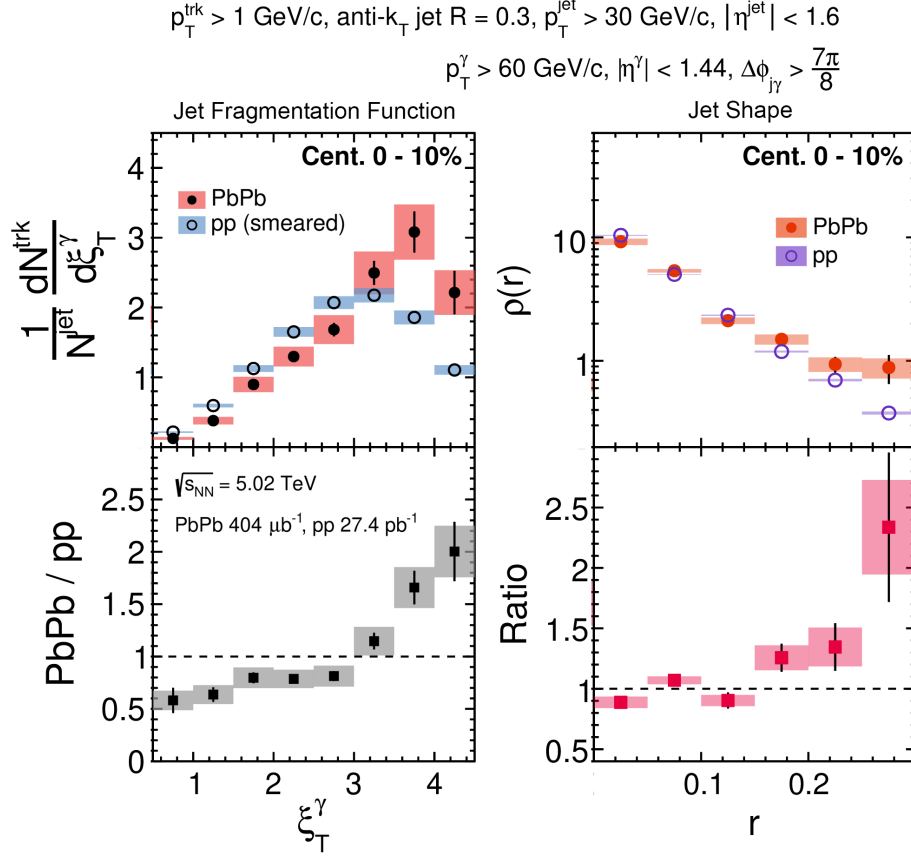 p_T^trk > 1 GeV/c, anti-k_T jet R = 0.3, p_T^jet > 30 GeV/c, |η^jet| < 1.6
p_T^γ > 60 GeV/c, |η^γ| < 1.44, Δϕ_jγ > 7π/8
Jet Fragmentation Function
Cent. 0 - 10%
PbPb
pp (smeared)
1/N^jet dN^trk/dξ_T^γ
4
3
2
1
√s_NN = 5.02 TeV
PbPb 404 μb^-1, pp 27.4 pb^-1
PbPb / pp
2.5
2
1.5
1
0.5
0
1 2 3 4
ξ_T^γ
Jet Shape
Cent. 0 - 10%
PbPb
pp
ρ(r)
10
1
Ratio
2.5
2
1.5
1
0.5
0.1 0.2
r